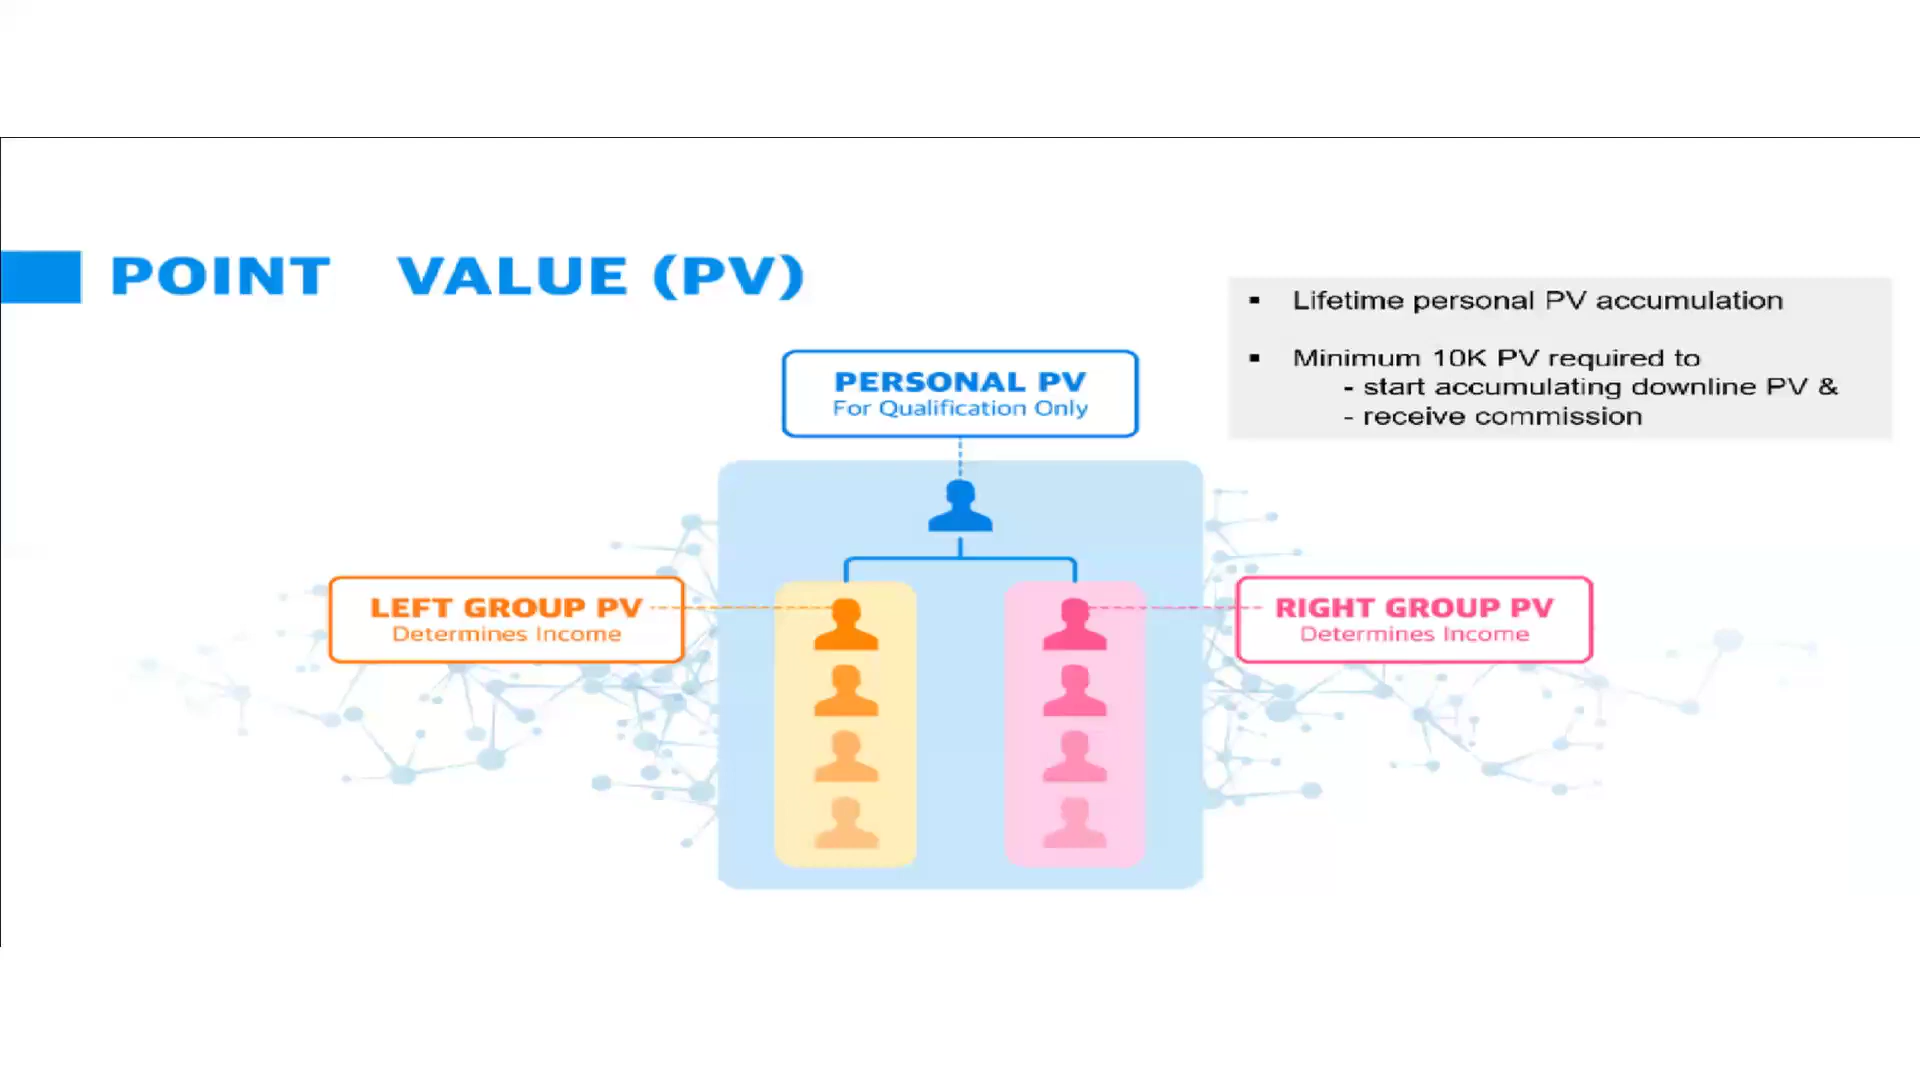 POINT VALUE (PV)
▪ Lifetime personal PV accumulation
▪ Minimum 10K PV required to
- start accumulating downline PV &
- receive commission
PERSONAL PV
For Qualification Only
LEFT GROUP PV
Determines Income
RIGHT GROUP PV
Determines Income